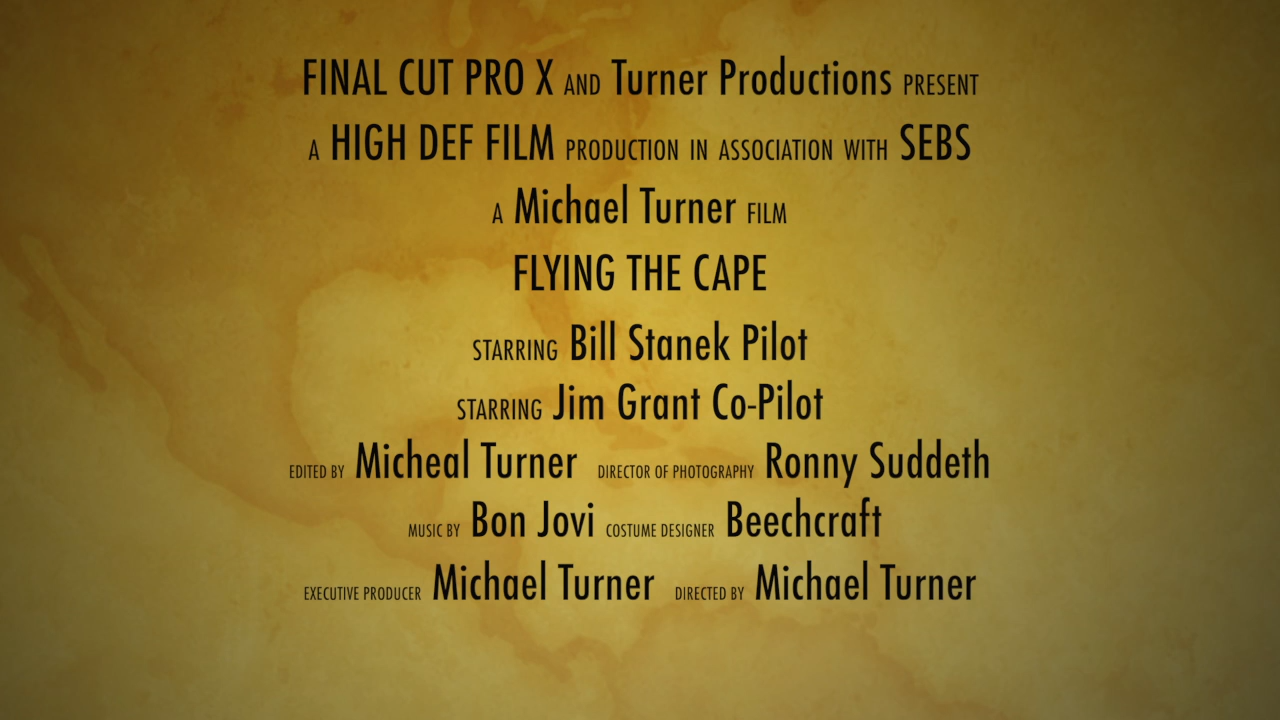 FINAL CUT PRO X AND Turner Productions PRESENT
A HIGH DEF FILM PRODUCTION IN ASSOCIATION WITH SEBS
A Michael Turner FILM
FLYING THE CAPE
STARRING Bill Stanek Pilot
STARRING Jim Grant Co-Pilot
EDITED BY Micheal Turner DIRECTOR OF PHOTOGRAPHY Ronny Suddeth
MUSIC BY Bon Jovi COSTUME DESIGNER Beechcraft
EXECUTIVE PRODUCER Michael Turner DIRECTED BY Michael Turner